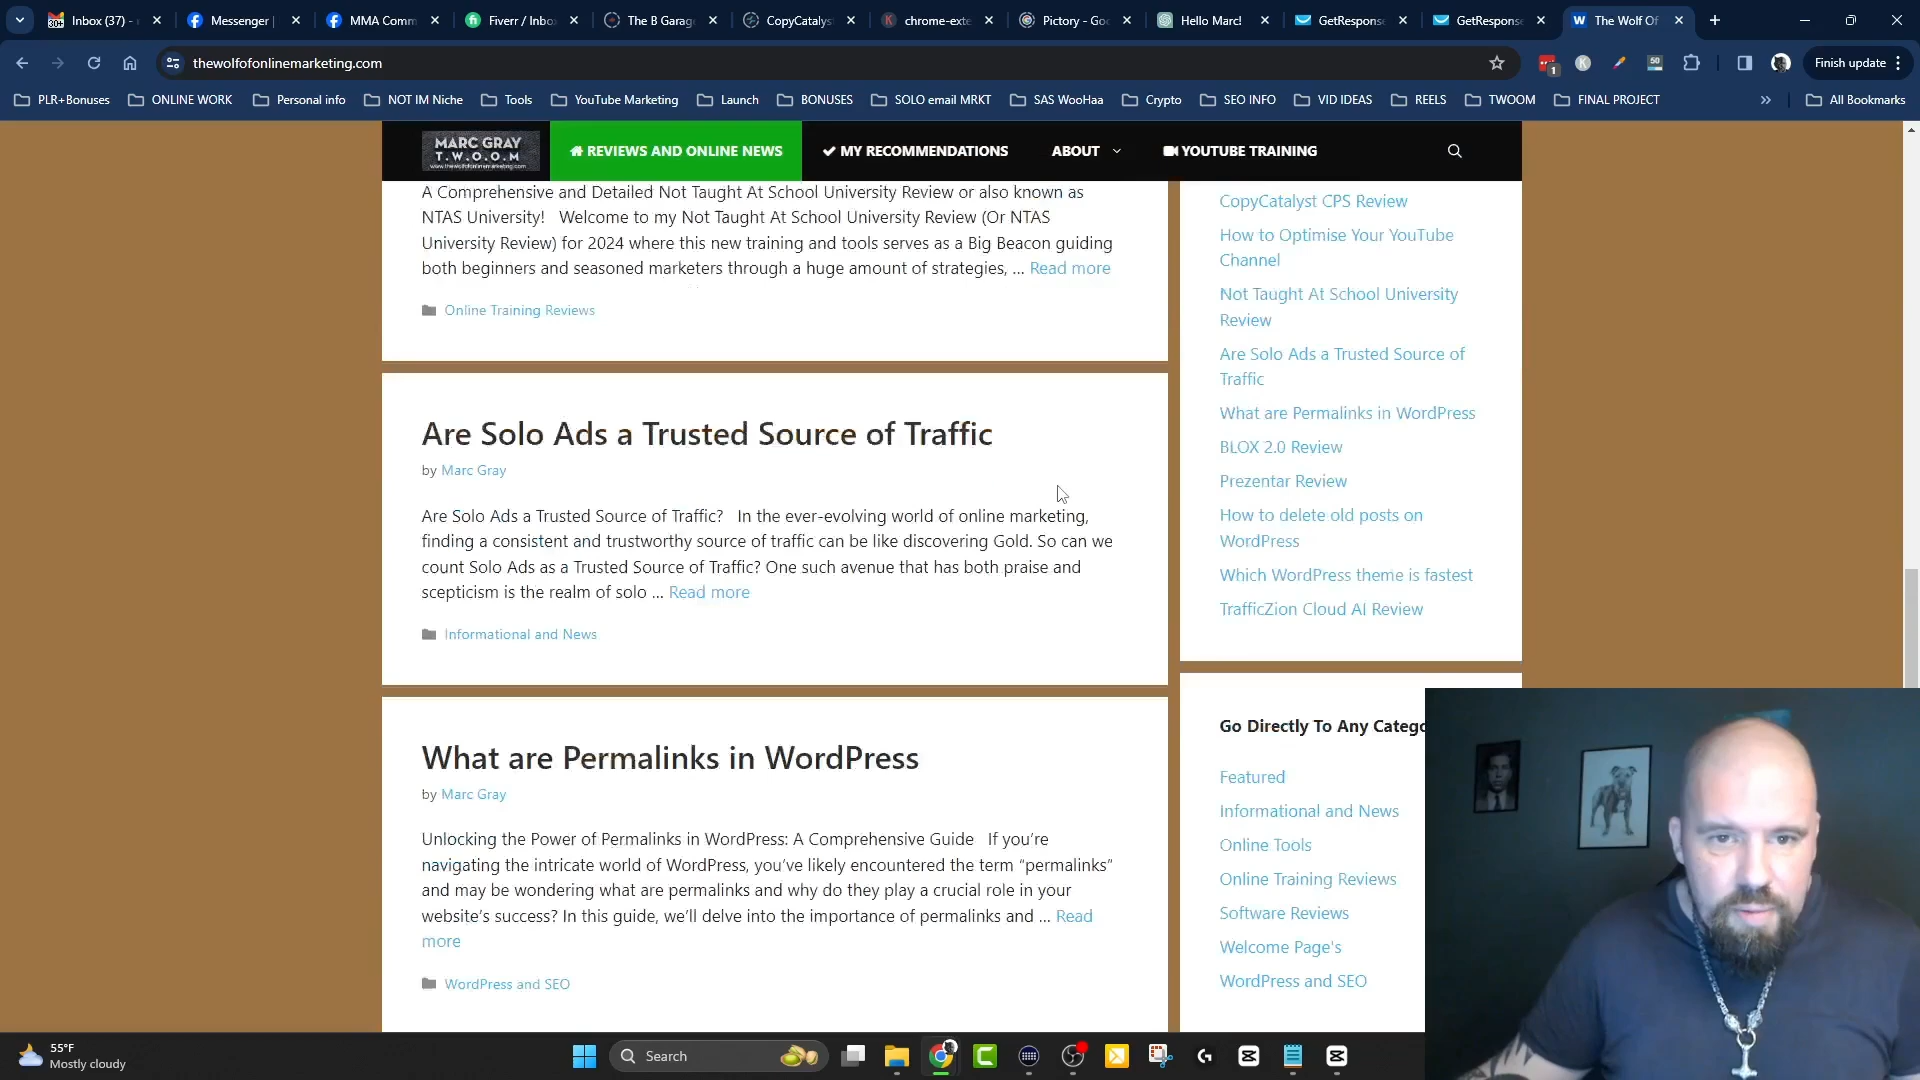 Inbox (37) -
Messenger |
MMA Comm
Fiverr / Inbo
The B Garag
CopyCatalys
chrome-exte
Pictory - Go
Hello Marc!
GetRespons
GetRespons
The Wolf Of
thewolfofonlinemarketing.com
1
50
Finish update
PLR+Bonuses
ONLINE WORK
Personal info
NOT IM Niche
Tools
YouTube Marketing
Launch
BONUSES
SOLO email MRKT
SAS WooHaa
Crypto
SEO INFO
VID IDEAS
REELS
TWOOM
FINAL PROJECT
All Bookmarks
MARC GRAY
T.W.O.O.M
www.thewolfofonlinemarketing.com
REVIEWS AND ONLINE NEWS
MY RECOMMENDATIONS
ABOUT
YOUTUBE TRAINING
A Comprehensive and Detailed Not Taught At School University Review or also known as
NTAS University! Welcome to my Not Taught At School University Review (Or NTAS
University Review) for 2024 where this new training and tools serves as a Big Beacon guiding
both beginners and seasoned marketers through a huge amount of strategies, ... Read more
Online Training Reviews
Are Solo Ads a Trusted Source of Traffic
by Marc Gray
Are Solo Ads a Trusted Source of Traffic? In the ever-evolving world of online marketing,
finding a consistent and trustworthy source of traffic can be like discovering Gold. So can we
count Solo Ads as a Trusted Source of Traffic? One such avenue that has both praise and
scepticism is the realm of solo ... Read more
Informational and News
What are Permalinks in WordPress
by Marc Gray
Unlocking the Power of Permalinks in WordPress: A Comprehensive Guide If you're
navigating the intricate world of WordPress, you've likely encountered the term “permalinks”
and may be wondering what are permalinks and why do they play a crucial role in your
website's success? In this guide, we'll delve into the importance of permalinks and ... Read
more
WordPress and SEO
CopyCatalyst CPS Review
How to Optimise Your YouTube
Channel
Not Taught At School University
Review
Are Solo Ads a Trusted Source of
Traffic
What are Permalinks in WordPress
BLOX 2.0 Review
Prezentar Review
How to delete old posts on
WordPress
Which WordPress theme is fastest
TrafficZion Cloud AI Review
Go Directly To Any Catego
Featured
Informational and News
Online Tools
Online Training Reviews
Software Reviews
Welcome Page's
WordPress and SEO
55°F
Mostly cloudy
Search